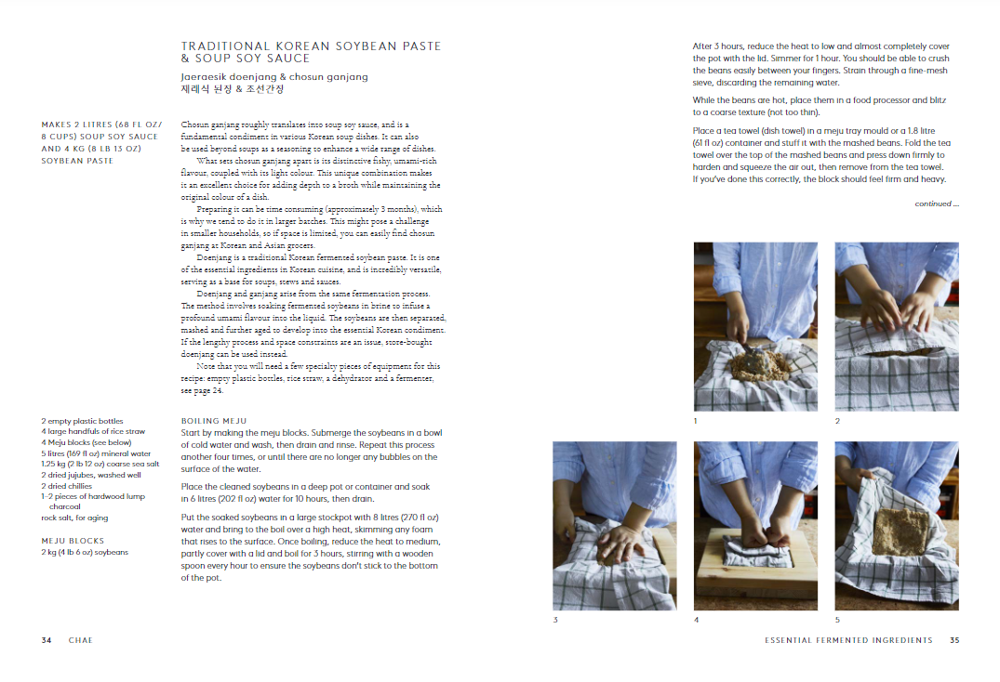 TRADITIONAL KOREAN SOYBEAN PASTE
& SOUP SOY SAUCE
Jaeraesik doenjang & chosun ganjang
재래식 된장 & 조선간장
MAKES 2 LITRES (68 FL OZ/
8 CUPS) SOUP SOY SAUCE
AND 4 KG (8 LB 13 OZ)
SOYBEAN PASTE
Chosun ganjang roughly translates into soup soy sauce, and is a
fundamental condiment in various Korean soup dishes. It can also
be used beyond soups as a seasoning to enhance a wide range of dishes.
What sets chosun ganjang apart is its distinctive fishy, umami-rich
flavour, coupled with its light colour. This unique combination makes
it an excellent choice for adding depth to a broth while maintaining the
original colour of a dish.
Preparing it can be time consuming (approximately 3 months), which
is why we tend to do it in larger batches. This might pose a challenge
in smaller households, so if space is limited, you can easily find chosun
ganjang at Korean and Asian grocers.
Doenjang is a traditional Korean fermented soybean paste. It is one
of the essential ingredients in Korean cuisine, and is incredibly versatile,
serving as a base for soups, stews and sauces.
Doenjang and ganjang arise from the same fermentation process.
The method involves soaking fermented soybeans in brine to infuse a
profound umami flavour into the liquid. The soybeans are then separated,
mashed and further aged to develop into the essential Korean condiment.
If the lengthy process and space constraints are an issue, store-bought
doenjang can be used instead.
Note that you will need a few specialty pieces of equipment for this
recipe: empty plastic bottles, rice straw, a dehydrator and a fermenter,
see page 24.
2 empty plastic bottles
4 large handfuls of rice straw
4 Meju blocks (see below)
5 litres (169 fl oz) mineral water
1.25 kg (2 lb 12 oz) coarse sea salt
2 dried jujubes, washed well
2 dried chillies
1–2 pieces of hardwood lump
charcoal
rock salt, for aging
MEJU BLOCKS
2 kg (4 lb 6 oz) soybeans
BOILING MEJU
Start by making the meju blocks. Submerge the soybeans in a bowl
of cold water and wash, then drain and rinse. Repeat this process
another four times, or until there are no longer any bubbles on the
surface of the water.
Place the cleaned soybeans in a deep pot or container and soak
in 6 litres (202 fl oz) water for 10 hours, then drain.
Put the soaked soybeans in a large stockpot with 8 litres (270 fl oz)
water and bring to the boil over a high heat, skimming any foam
that rises to the surface. Once boiling, reduce the heat to medium,
partly cover with a lid and boil for 3 hours, stirring with a wooden
spoon every hour to ensure the soybeans don't stick to the bottom
of the pot.
34 CHAE
After 3 hours, reduce the heat to low and almost completely cover
the pot with the lid. Simmer for 1 hour. You should be able to crush
the beans easily between your fingers. Strain through a fine-mesh
sieve, discarding the remaining water.
While the beans are hot, place them in a food processor and blitz
to a coarse texture (not too thin).
Place a tea towel (dish towel) in a meju tray mould or a 1.8 litre
(61 fl oz) container and stuff it with the mashed beans. Fold the tea
towel over the top of the mashed beans and press down firmly to
harden and squeeze the air out, then remove from the tea towel.
If you've done this correctly, the block should feel firm and heavy.
continued ...
1
2
3
4
5
ESSENTIAL FERMENTED INGREDIENTS 35